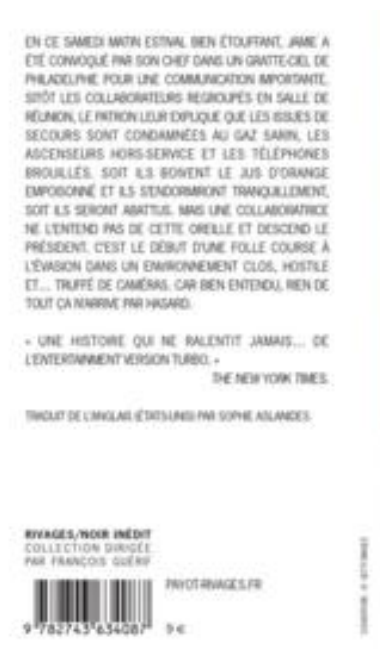 EN CE SAMEDI MATIN ESTIVAL BIEN ÉTOUFFANT, JAMIE A
ÉTÉ CONVOQUÉ PAR SON CHEF DANS UN GRATTE-CIEL DE
PHILADELPHIE POUR UNE COMMUNICATION IMPORTANTE.
SITÔT LES COLLABORATEURS REGROUPÉS EN SALLE DE
RÉUNION, LE PATRON LEUR EXPLIQUE QUE LES ISSUES DE
SECOURS SONT CONDAMNÉES AU GAZ SARIN, LES
ASCENSEURS HORS-SERVICE ET LES TÉLÉPHONES
BROUILLÉS. SOIT ILS BOIVENT LE JUS D'ORANGE
EMPOISONNÉ ET ILS S'ENDORMIRONT TRANQUILLEMENT,
SOIT ILS SERONT ABATTUS. MAIS UNE COLLABORATRICE
NE L'ENTEND PAS DE CETTE OREILLE ET DESCEND LE
PRÉSIDENT. C'EST LE DÉBUT D'UNE FOLLE COURSE À
L'ÉVASION DANS UN ENVIRONNEMENT CLOS, HOSTILE
ET... TRUFFÉ DE CAMÉRAS. CAR BIEN ENTENDU, RIEN DE
TOUT ÇA N'ARRIVE PAR HASARD.
« UNE HISTOIRE QUI NE RALENTIT JAMAIS... DE
L'ENTERTAINMENT VERSION TURBO. »
THE NEW YORK TIMES.
TRADUIT DE L'ANGLAIS (ÉTATS-UNIS) PAR SOPHIE ASLANIDES
RIVAGES/NOIR INÉDIT
COLLECTION DIRIGÉE
PAR FRANÇOIS GUÉRIF
PAYOT-RIVAGES.FR
9 782743 634087 9 €